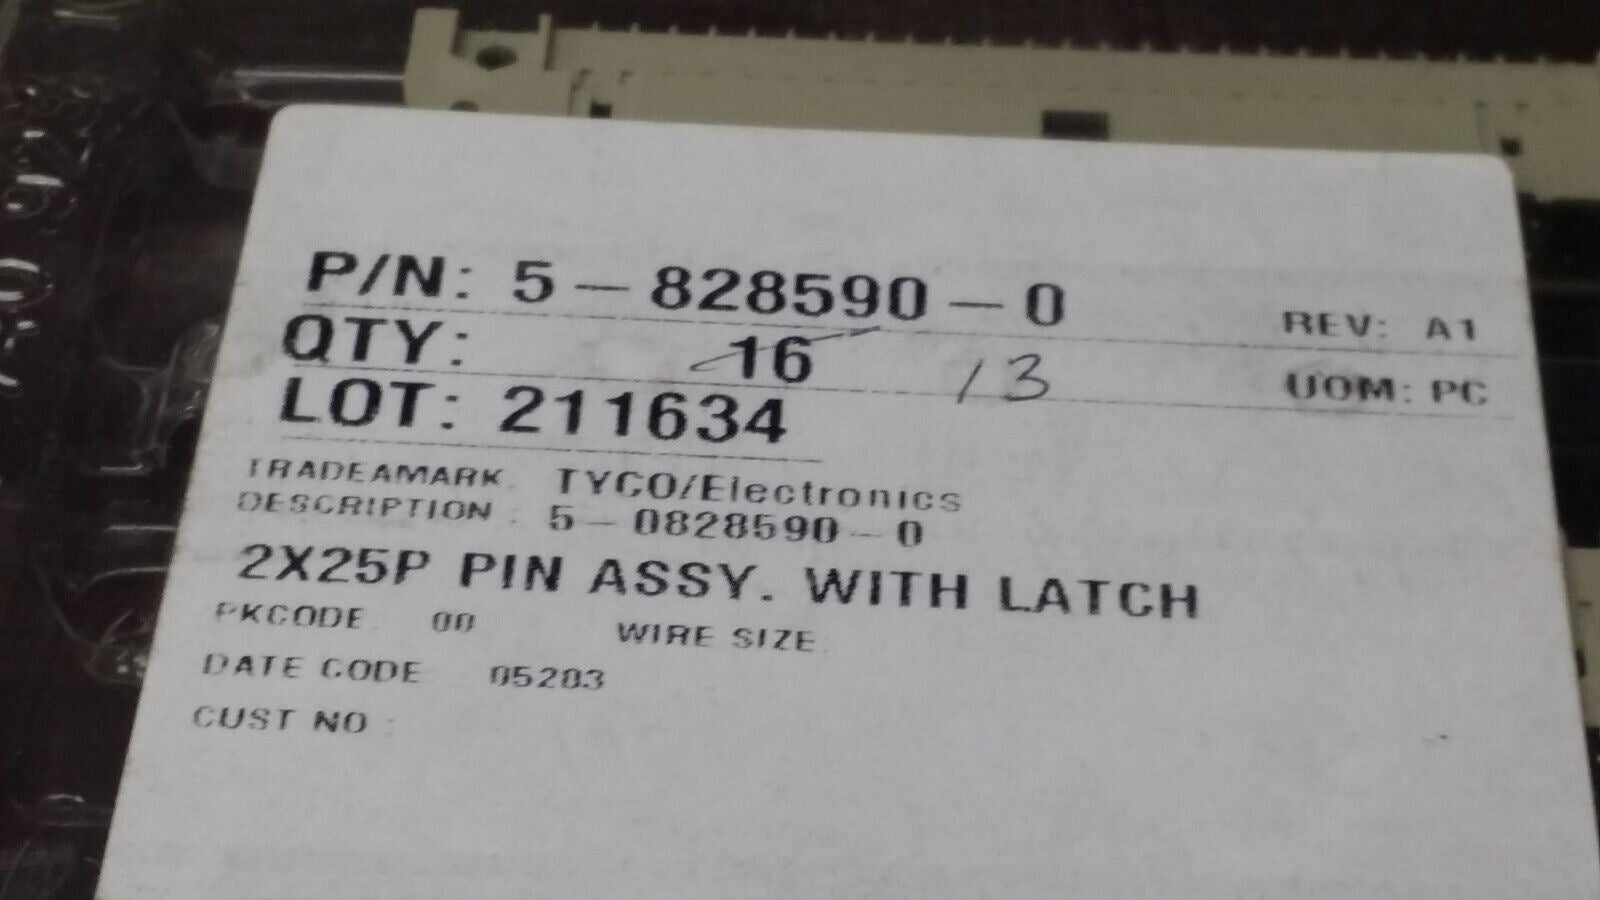 P/N: 5-828590-0 REV: A1
QTY: 16 13 UOM: PC
LOT: 211634
TRADEAMARK TYCO/Electronics
DESCRIPTION : 5-0828590-0
2X25P PIN ASSY. WITH LATCH
PKCODE 00 WIRE SIZE:
DATE CODE 05203
CUST NO :